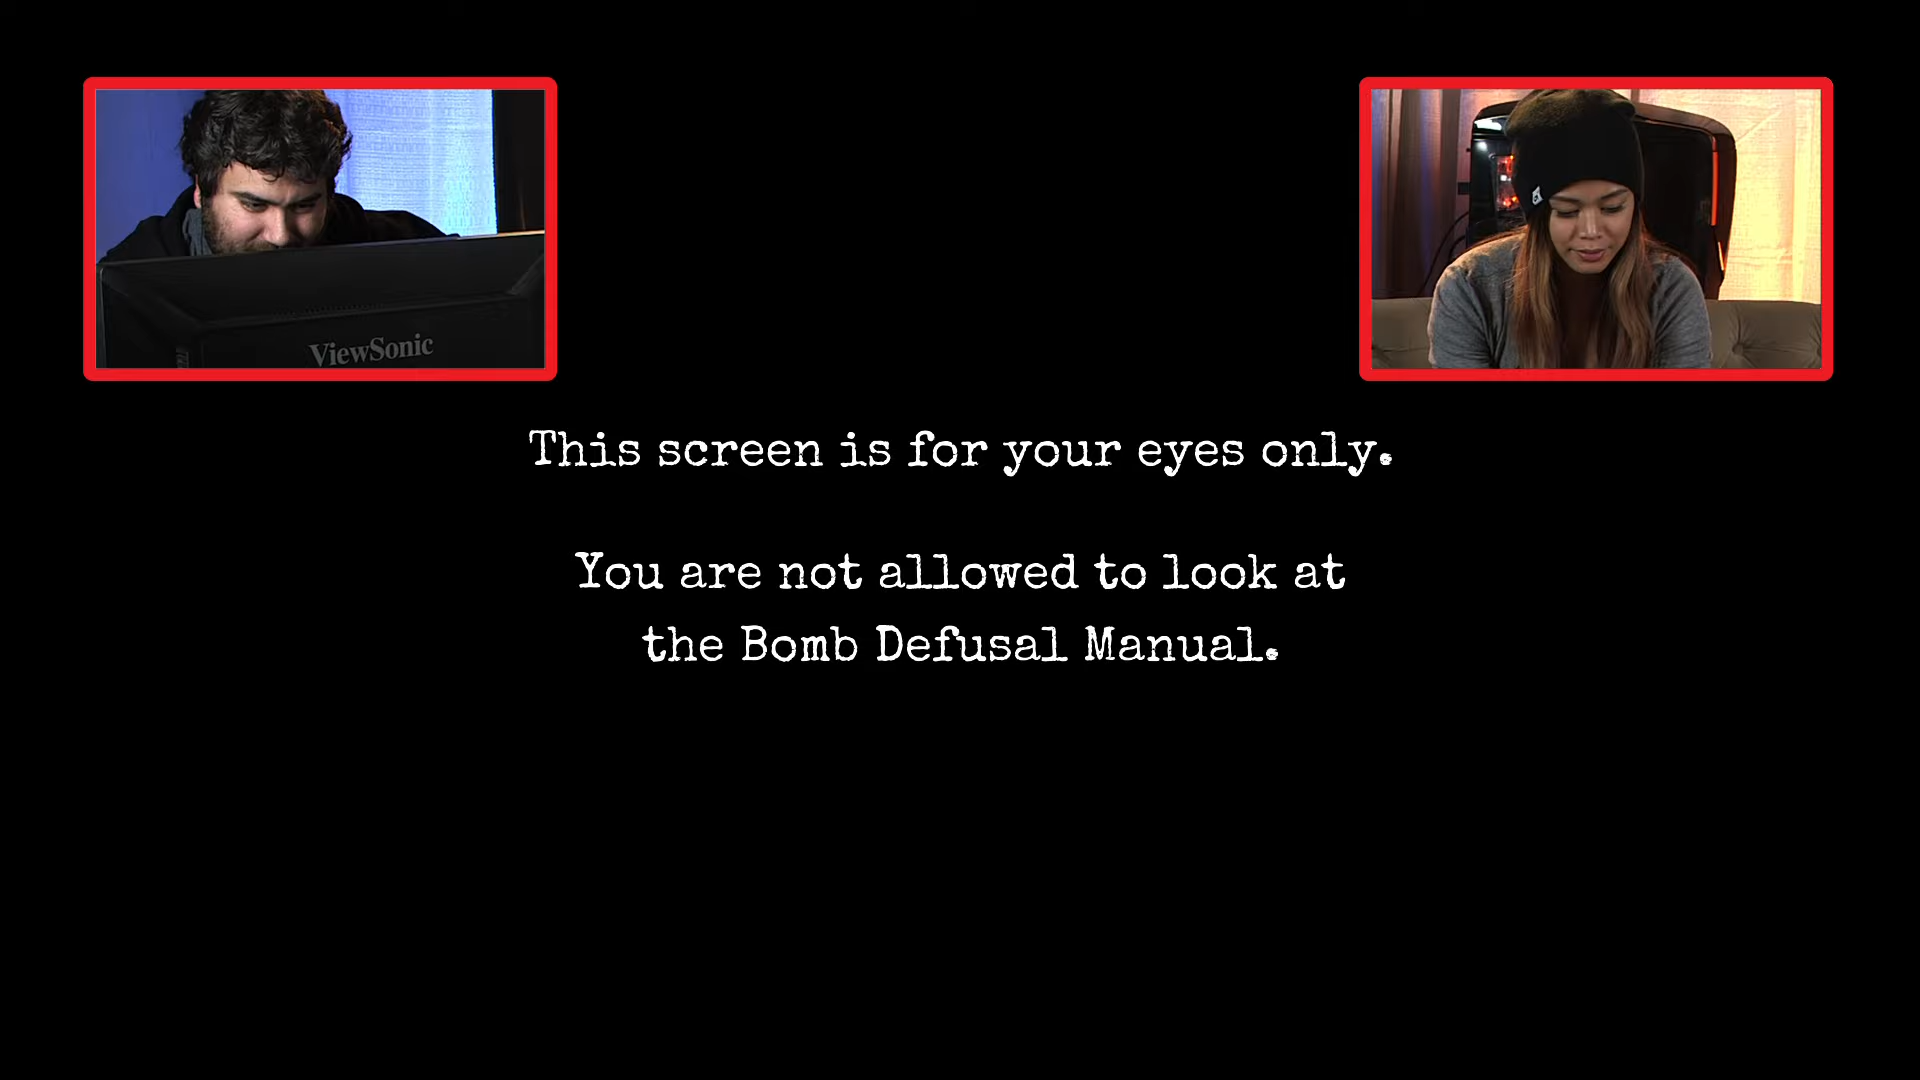 ViewSonic
This screen is for your eyes only.
You are not allowed to look at
the Bomb Defusal Manual.